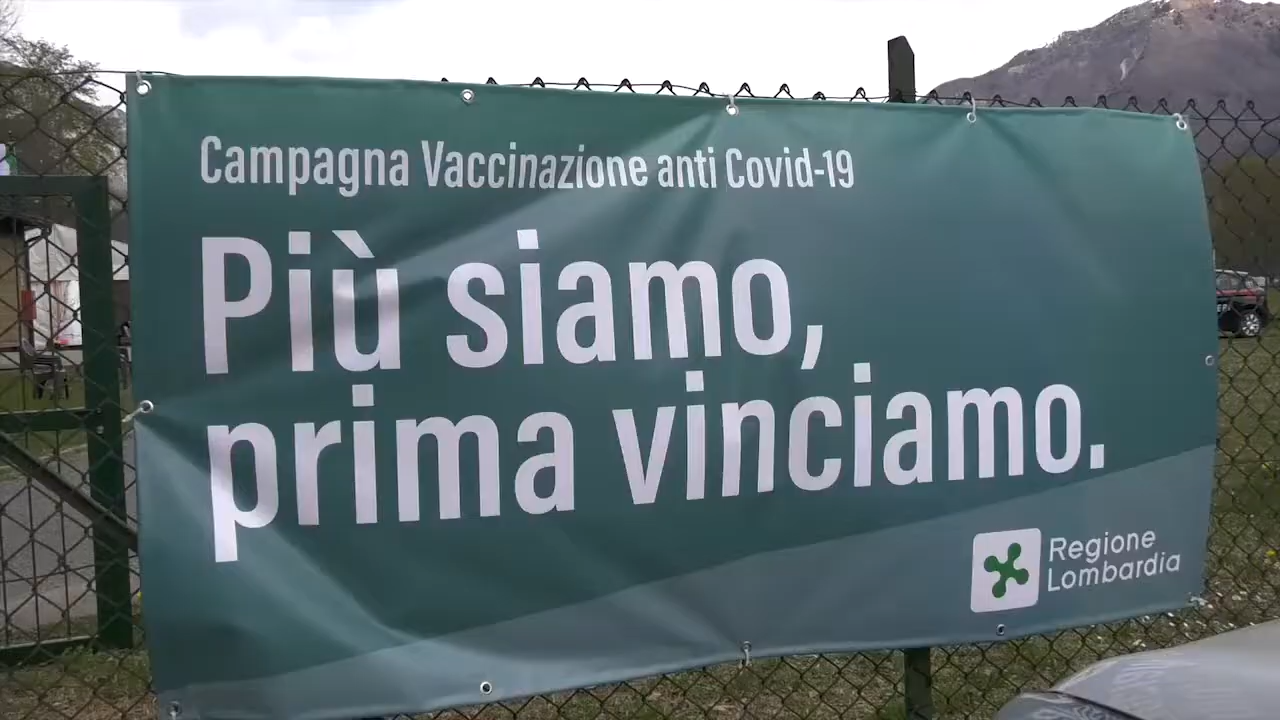 Campagna Vaccinazione anti Covid-19
Più siamo,
prima vinciamo.
Regione
Lombardia